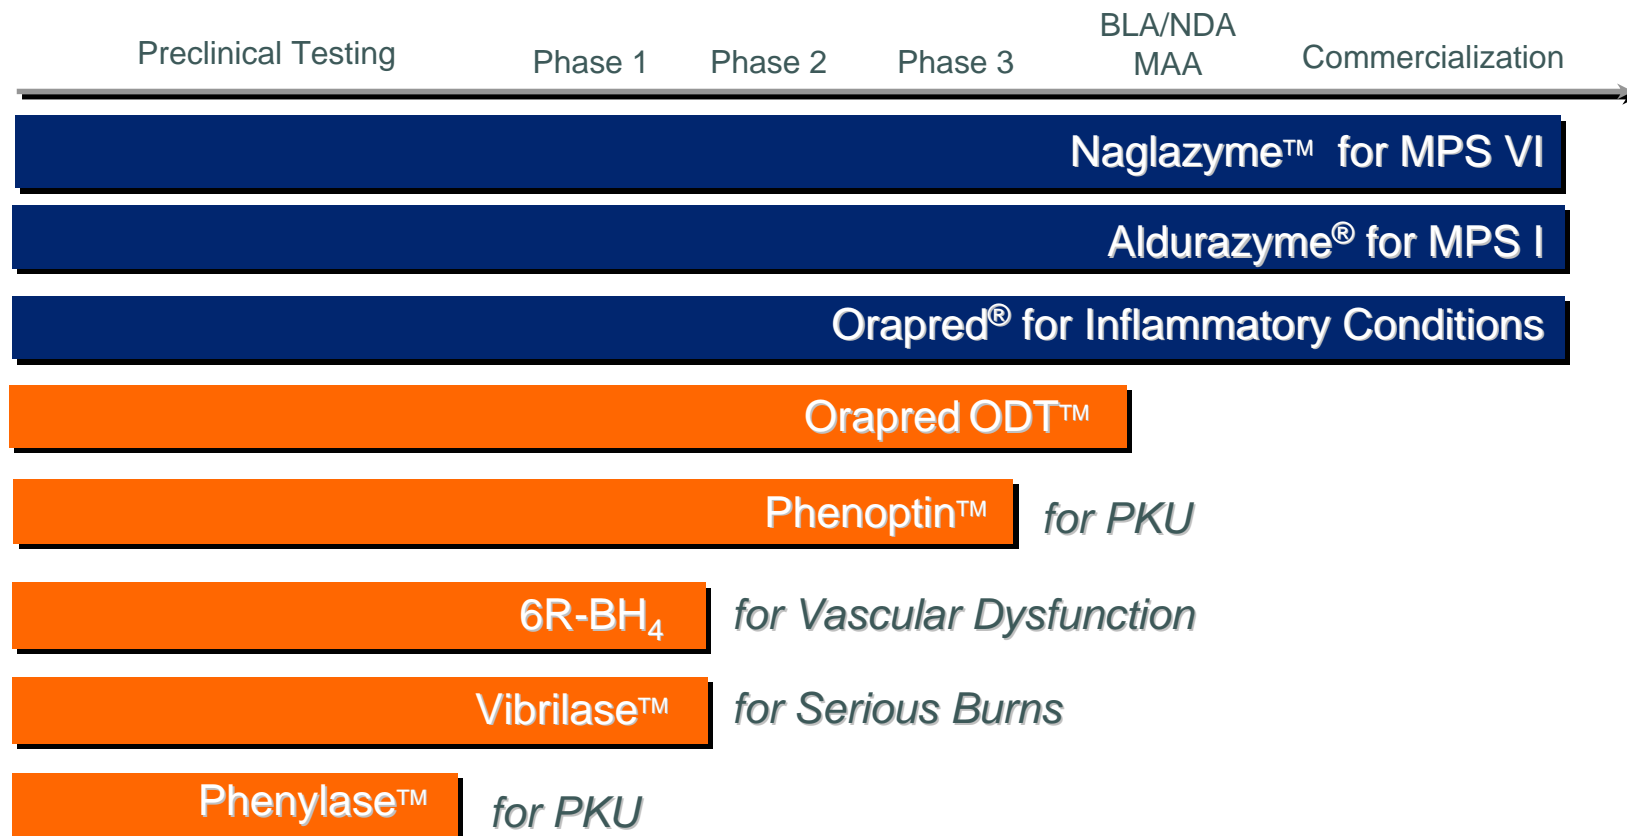 Preclinical Testing
Phase 1
Phase 2
Phase 3
BLA/NDA
MAA
Commercialization
Naglazyme™ for MPS VI
Aldurazyme® for MPS I
Orapred® for Inflammatory Conditions
Orapred ODT™
Phenoptin™ for PKU
6R-BH₄ for Vascular Dysfunction
Vibrilase™ for Serious Burns
Phenylase™ for PKU